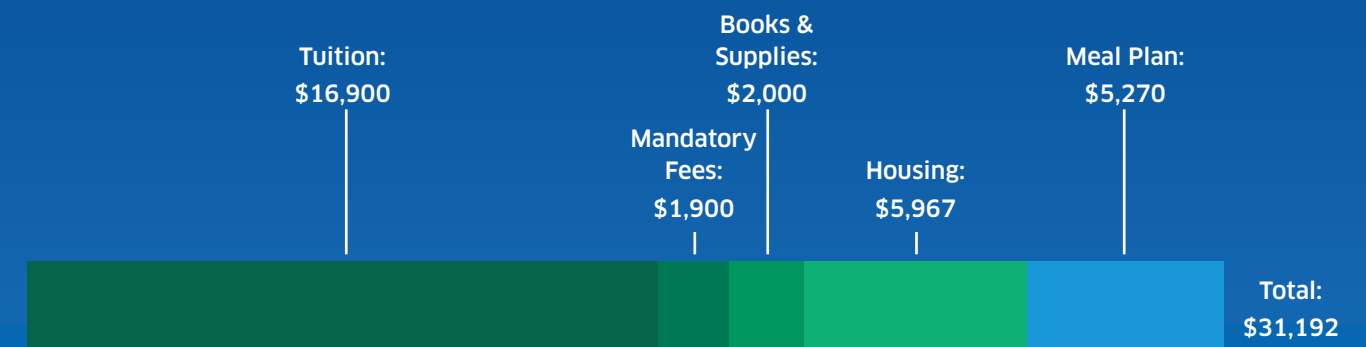 Tuition:
$16,900
Mandatory
Fees:
$1,900
Books &
Supplies:
$2,000
Housing:
$5,967
Meal Plan:
$5,270
Total:
$31,192